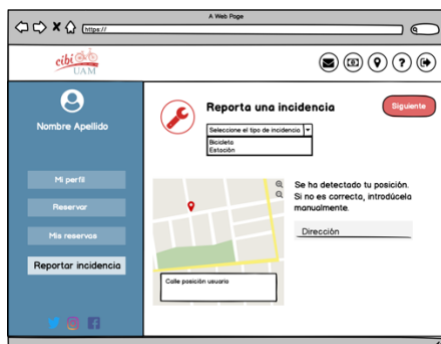 A Web Page
https://
cibi
UAM
Nombre Apellido
Mi perfil
Reservar
Mis reservas
Reportar incidencia
Reporta una incidencia
Siguiente
Seleccione el tipo de incidencia
Bicicleta
Estación
Calle posición usuario
Se ha detectado tu posición.
Si no es correcto, introdúcela
manualmente.
Dirección